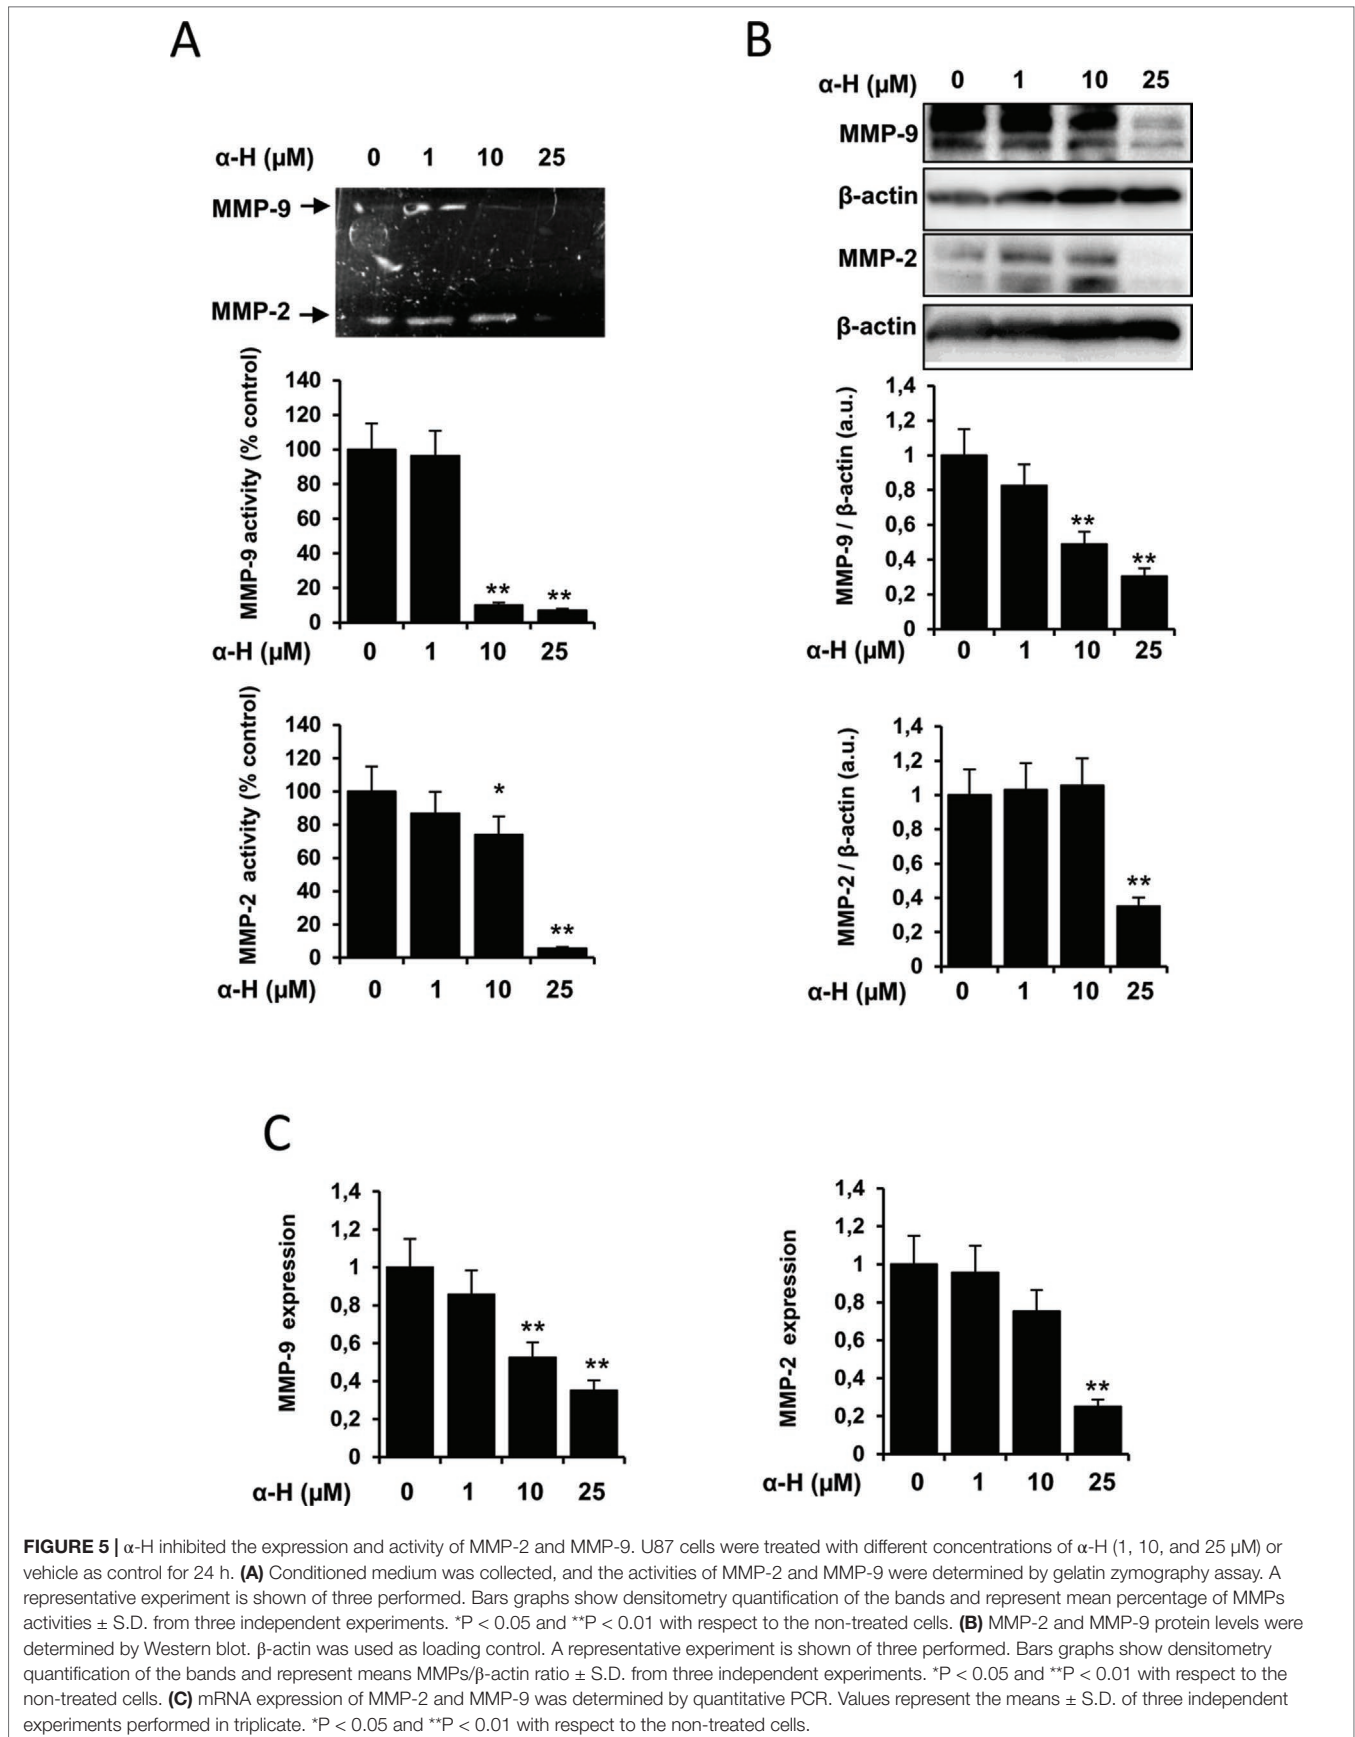 A
α-H (µM) 0 1 10 25
MMP-9
MMP-2
MMP-9 activity (% control)
140
120
100
80
60
40
20
0
α-H (µM) 0 1 10 25
** **
MMP-2 activity (% control)
140
120
100
80
60
40
20
0
α-H (µM) 0 1 10 25
* **
B
α-H (µM) 0 1 10 25
MMP-9
β-actin
MMP-2
β-actin
MMP-9 / β-actin (a.u.)
1,4
1,2
1
0,8
0,6
0,4
0,2
0
α-H (µM) 0 1 10 25
** **
MMP-2 / β-actin (a.u.)
1,4
1,2
1
0,8
0,6
0,4
0,2
0
α-H (µM) 0 1 10 25
**
C
MMP-9 expression
1,4
1,2
1
0,8
0,6
0,4
0,2
0
α-H (µM) 0 1 10 25
** **
MMP-2 expression
1,4
1,2
1
0,8
0,6
0,4
0,2
0
α-H (µM) 0 1 10 25
**
FIGURE 5 | α-H inhibited the expression and activity of MMP-2 and MMP-9. U87 cells were treated with different concentrations of α-H (1, 10, and 25 µM) or
vehicle as control for 24 h. (A) Conditioned medium was collected, and the activities of MMP-2 and MMP-9 were determined by gelatin zymography assay. A
representative experiment is shown of three performed. Bars graphs show densitometry quantification of the bands and represent mean percentage of MMPs
activities ± S.D. from three independent experiments. *P < 0.05 and **P < 0.01 with respect to the non-treated cells. (B) MMP-2 and MMP-9 protein levels were
determined by Western blot. β-actin was used as loading control. A representative experiment is shown of three performed. Bars graphs show densitometry
quantification of the bands and represent means MMPs/β-actin ratio ± S.D. from three independent experiments. *P < 0.05 and **P < 0.01 with respect to the
non-treated cells. (C) mRNA expression of MMP-2 and MMP-9 was determined by quantitative PCR. Values represent the means ± S.D. of three independent
experiments performed in triplicate. *P < 0.05 and **P < 0.01 with respect to the non-treated cells.